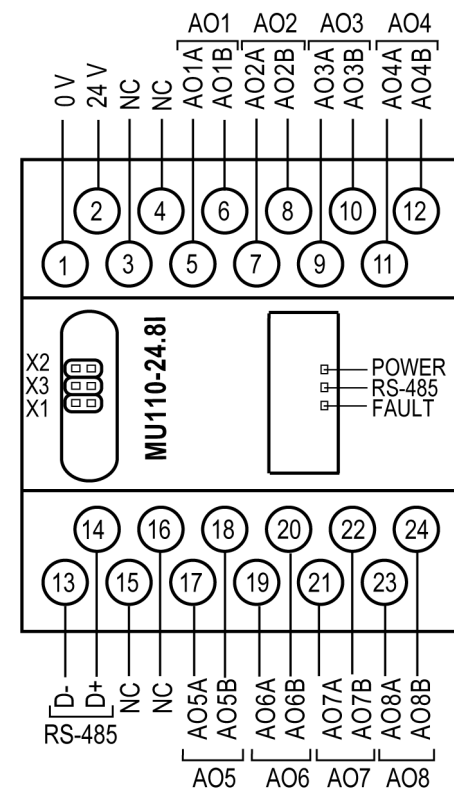 AO1 AO2 AO3 AO4
0 V 24 V NC NC AO1A AO1B AO2A AO2B AO3A AO3B AO4A AO4B
2 4 6 8 10 12
1 3 5 7 9 11
MU110-24.8I
X2
X3
X1
POWER
RS-485
FAULT
14 16 18 20 22 24
13 15 17 19 21 23
D- D+ NC NC AO5A AO5B AO6A AO6B AO7A AO7B AO8A AO8B
RS-485
AO5 AO6 AO7 AO8